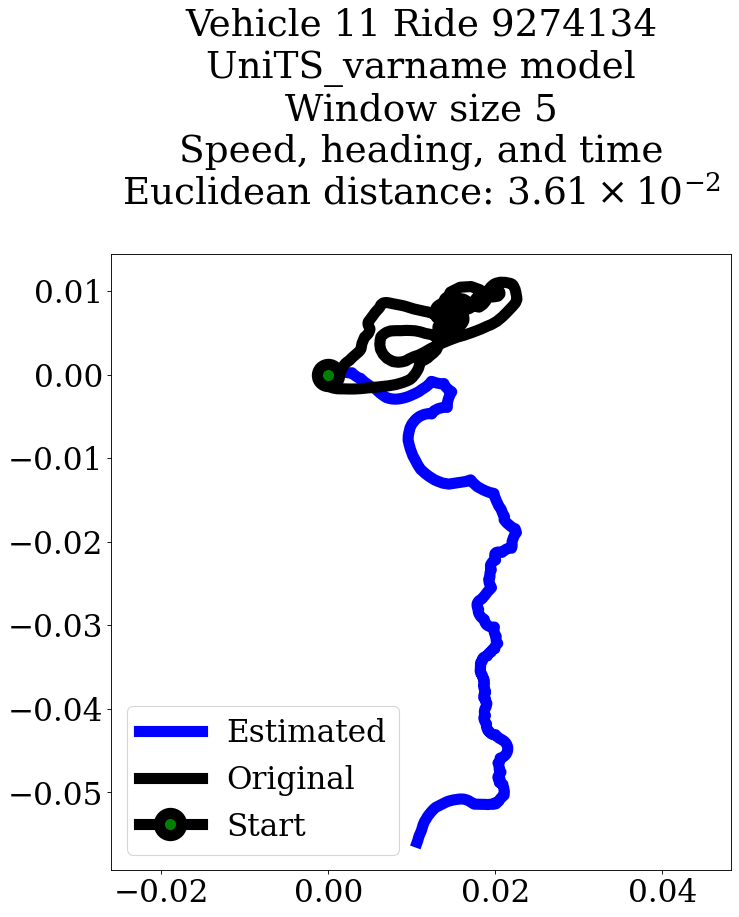 Vehicle 11 Ride 9274134
UniTS_varname model
Window size 5
Speed, heading, and time
Euclidean distance: 3.61 × 10⁻²
0.01
0.00
−0.01
−0.02
−0.03
−0.04
−0.05
Estimated
Original
Start
−0.02 0.00 0.02 0.04